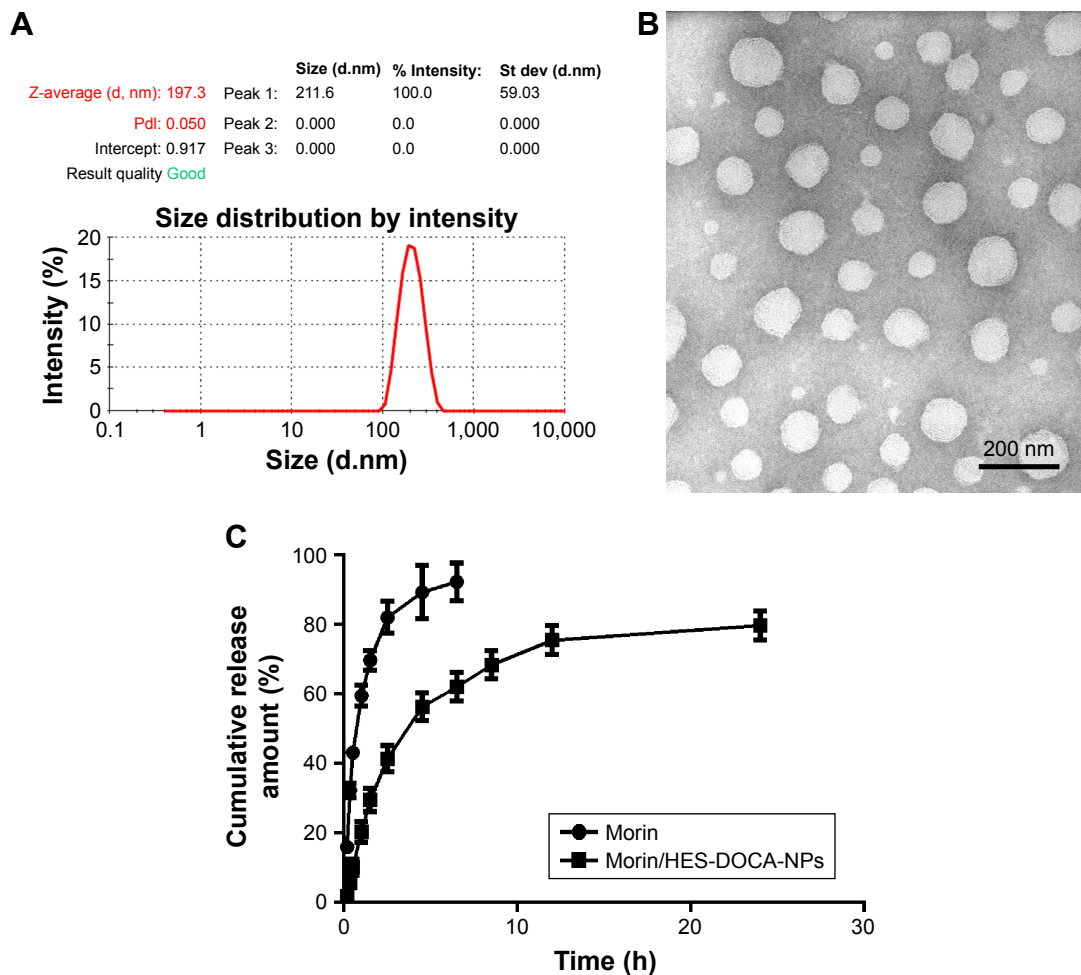 A
Size (d.nm) % Intensity: St dev (d.nm)
Z-average (d, nm): 197.3 Peak 1: 211.6 100.0 59.03
PdI: 0.050 Peak 2: 0.000 0.0 0.000
Intercept: 0.917 Peak 3: 0.000 0.0 0.000
Result quality Good
Size distribution by intensity
Intensity (%)
20
15
10
5
0
0.1 1 10 100 1,000 10,000
Size (d.nm)
B
200 nm
C
Cumulative release
amount (%)
100
80
60
40
20
0
Morin
Morin/HES-DOCA-NPs
0 10 20 30
Time (h)